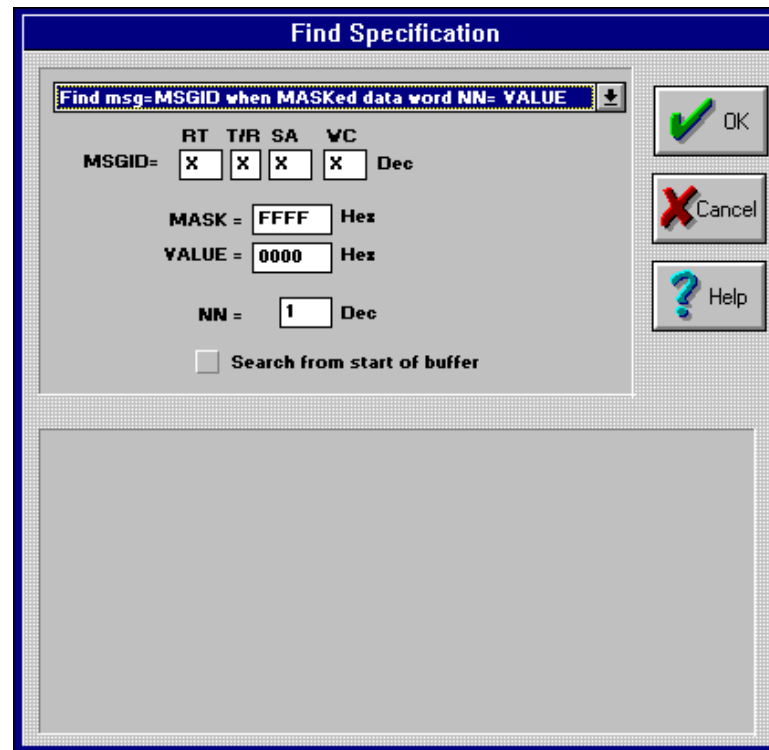 Find Specification
Find msg=MSGID when MASKed data word NN= VALUE
RT T/R SA WC
MSGID= X X X X Dec
MASK = FFFF Hex
VALUE = 0000 Hex
NN = 1 Dec
Search from start of buffer
OK
Cancel
Help